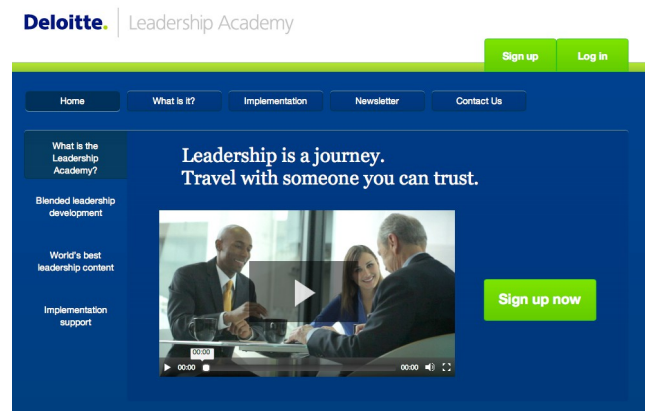 Deloitte. Leadership Academy
Sign up
Log in
Home
What is it?
Implementation
Newsletter
Contact Us
What is the
Leadership
Academy?
Blended leadership
development
World's best
leadership content
Implementation
support
Leadership is a journey.
Travel with someone you can trust.
Sign up now
00:00
00:00
00:00